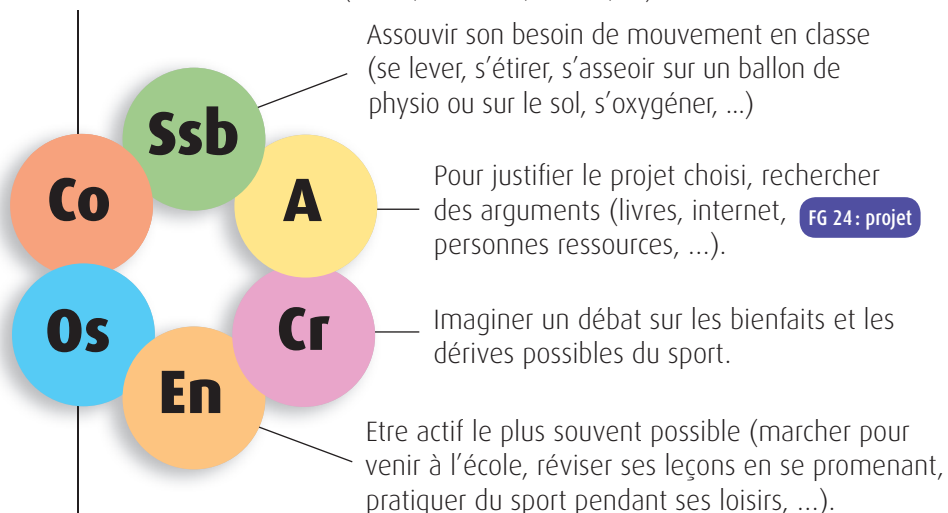 Assouvir son besoin de mouvement en classe
(se lever, s’étirer, s’asseoir sur un ballon de
physio ou sur le sol, s’oxygéner, ...)
Ssb
Co
A
Pour justifier le projet choisi, rechercher
des arguments (livres, internet, FG 24 : projet
personnes ressources, ...).
Os
Cr
Imaginer un débat sur les bienfaits et les
dérives possibles du sport.
En
Etre actif le plus souvent possible (marcher pour
venir à l’école, réviser ses leçons en se promenant,
pratiquer du sport pendant ses loisirs, ...).